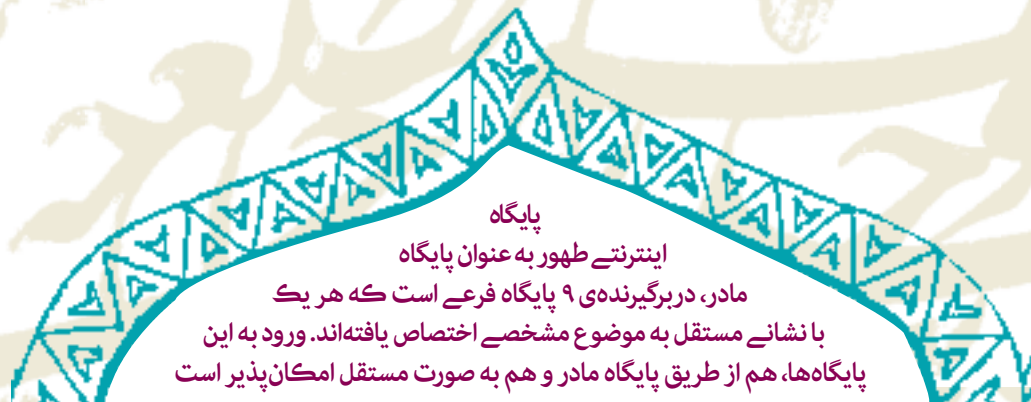 پایگاه
اینترنتی طهور به عنوان پایگاه
مادر، دربرگیرنده‌ی ۹ پایگاه فرعی است که هر یک
با نشانی مستقل به موضوع مشخصی اختصاص یافته‌اند. ورود به این
پایگاه‌ها، هم از طریق پایگاه مادر و هم به صورت مستقل امکان‌پذیر است